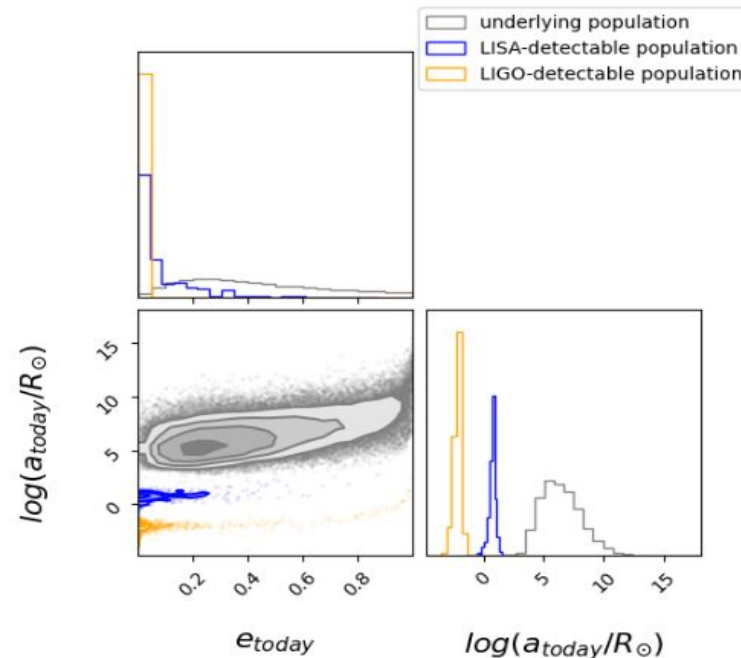 underlying population
LISA-detectable population
LIGO-detectable population
log(a_today/R_⊙)
15
10
5
0
0.2 0.4 0.6 0.8
0 5 10 15
e_today
log(a_today/R_⊙)